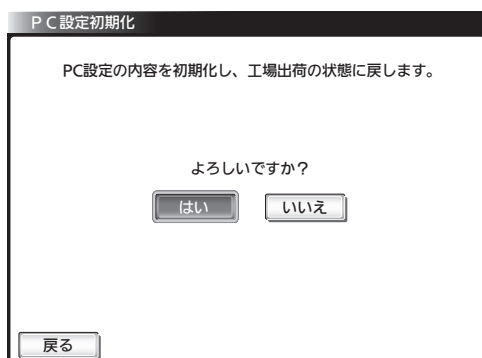 ＰＣ設定初期化
PC設定の内容を初期化し、工場出荷の状態に戻します。
よろしいですか？
はい
いいえ
戻る